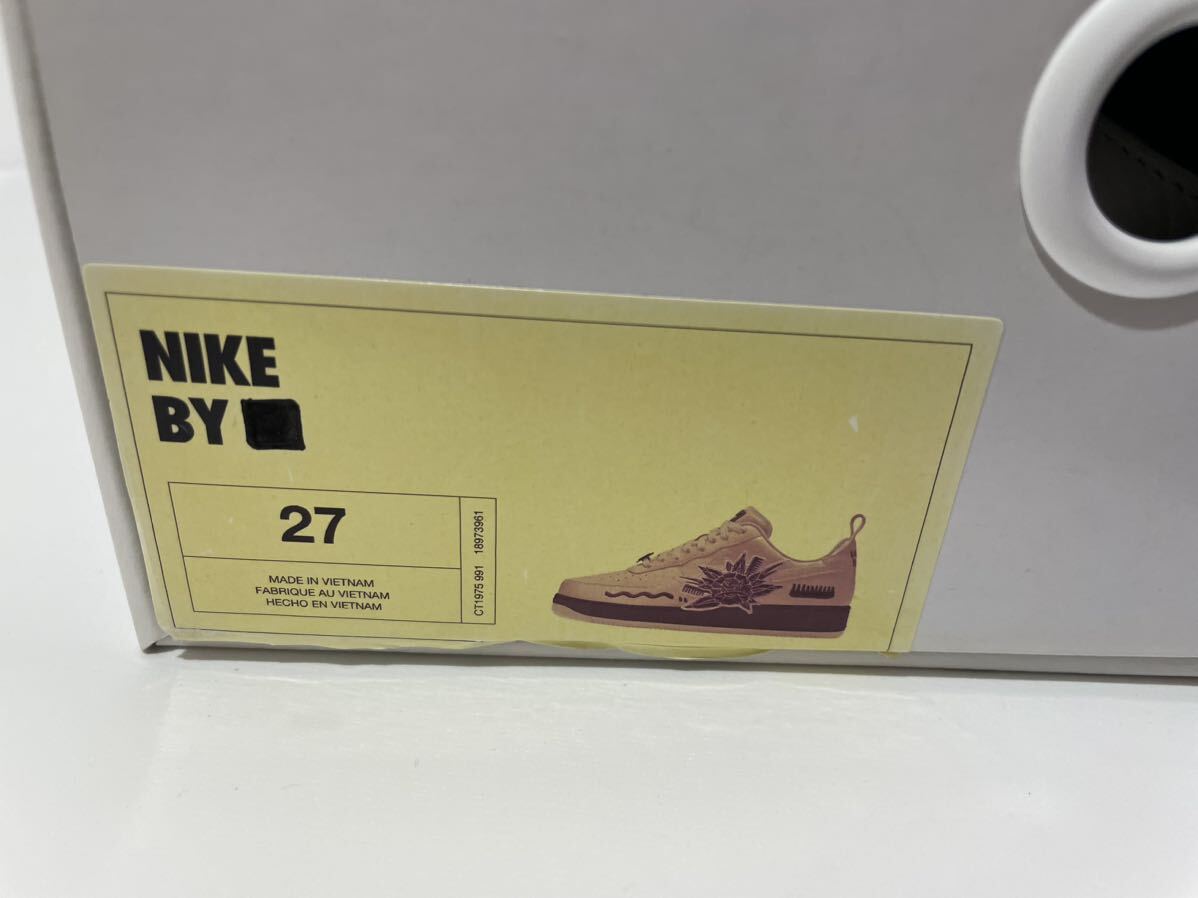 NIKE
BY
27
MADE IN VIETNAM
FABRIQUE AU VIETNAM
HECHO EN VIETNAM
CT1975 991 18973961